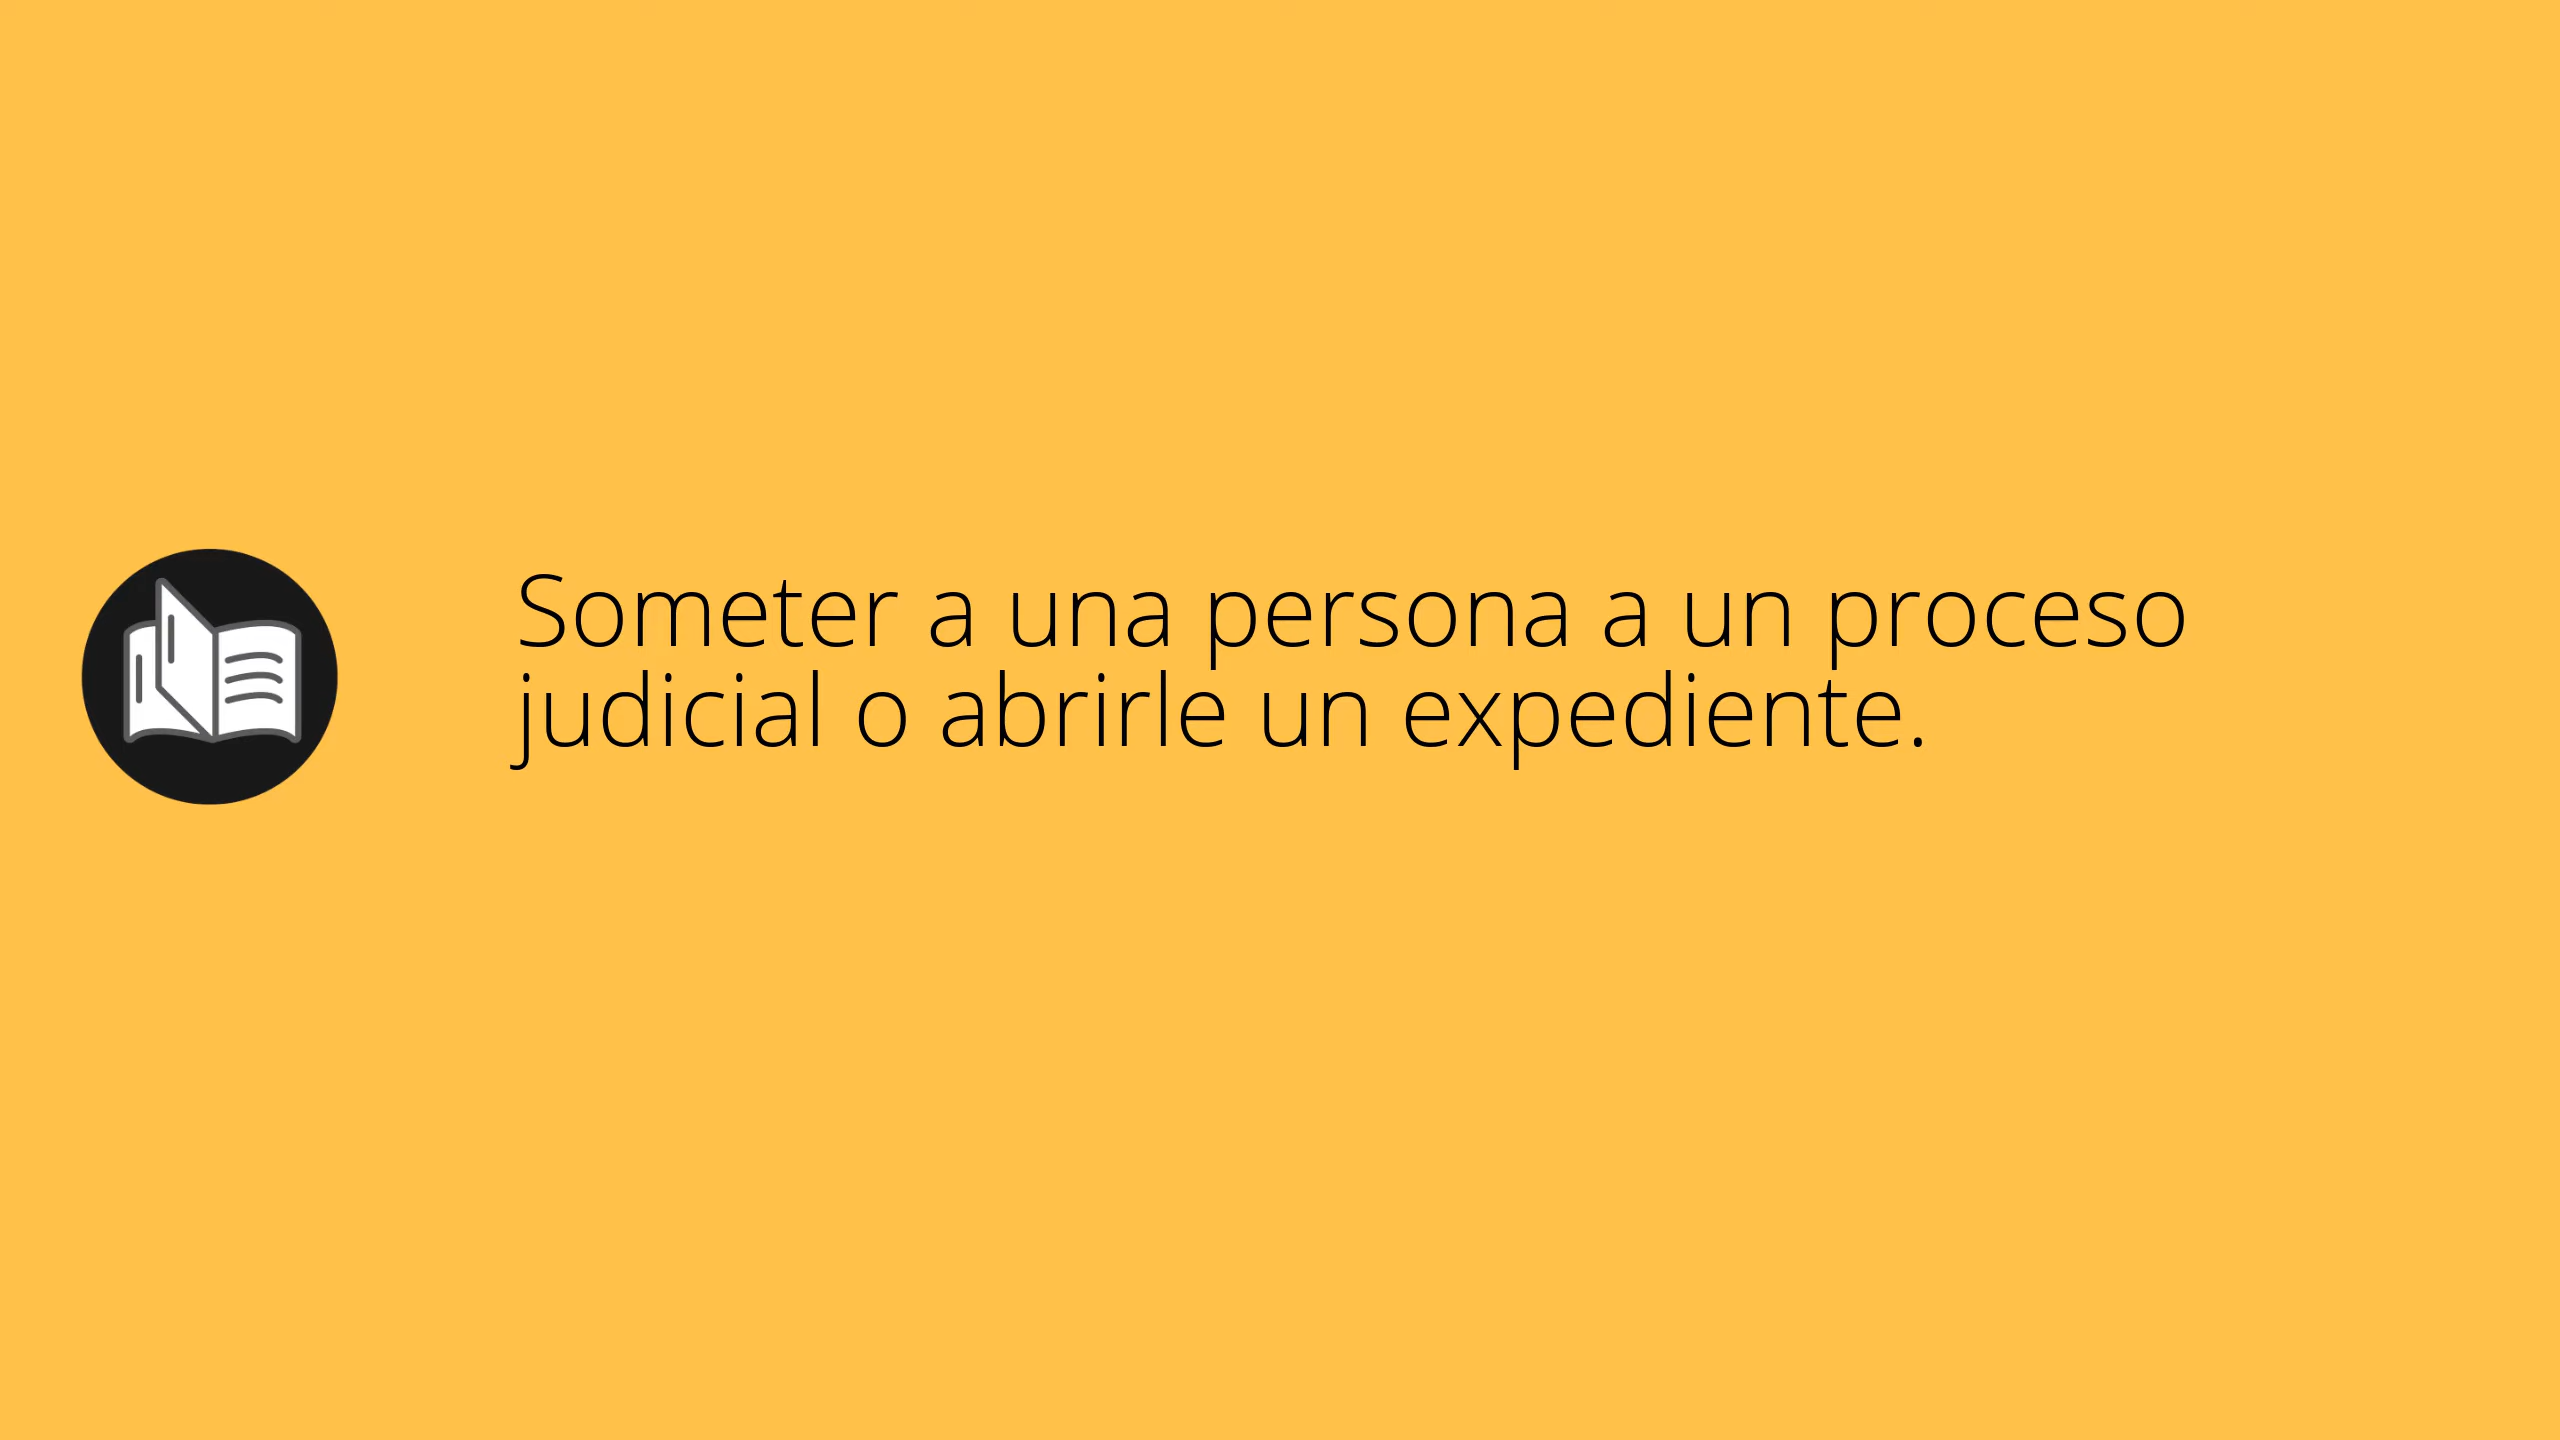 Someter a una persona a un proceso
judicial o abrirle un expediente.